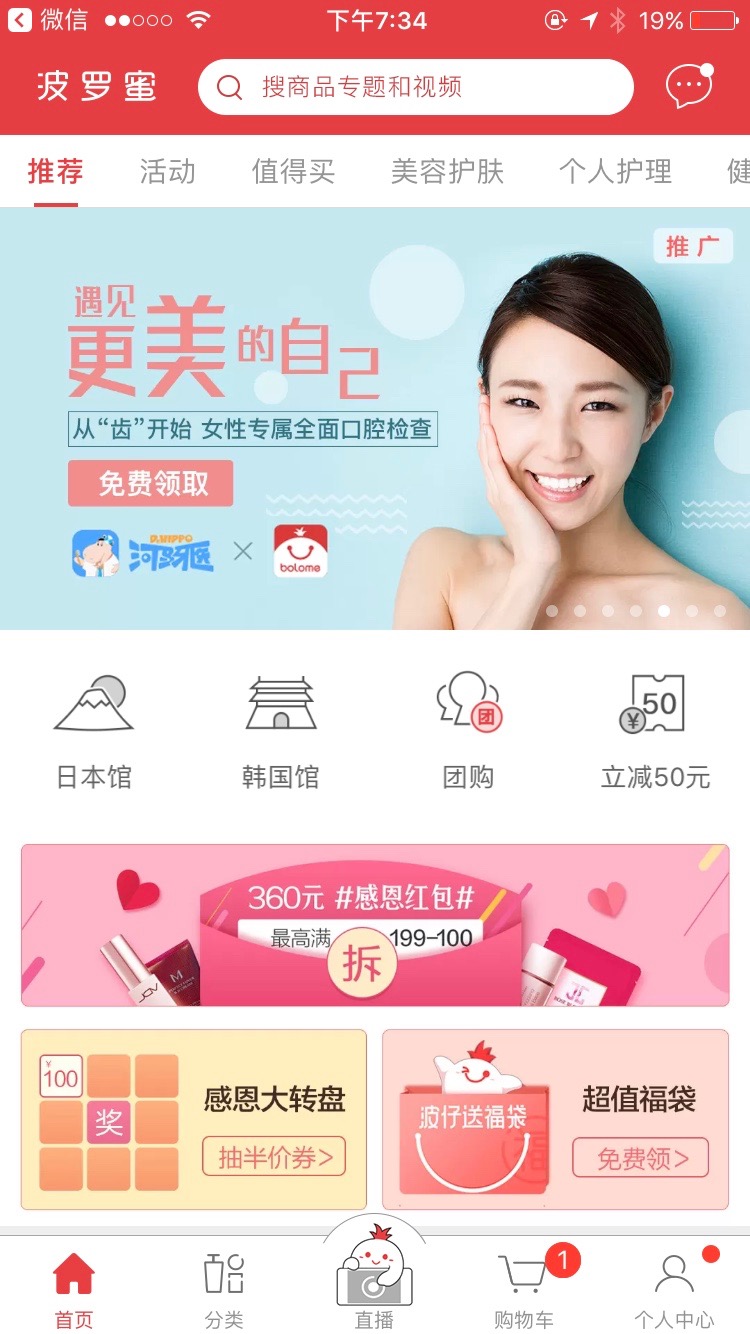 微信 下午7:34 19%
波罗蜜 搜商品专题和视频
推荐 活动 值得买 美容护肤 个人护理 健
推广
遇见
更美的自己
从“齿”开始 女性专属全面口腔检查
免费领取
D.HIPPO
河马牙医 × bolome
团 50 ¥
日本馆 韩国馆 团购 立减50元
360元 #感恩红包#
最高满 199-100
拆
¥
100
奖
感恩大转盘
抽半价券>
波仔送福袋
福
超值福袋
免费领>
1
首页 分类 直播 购物车 个人中心